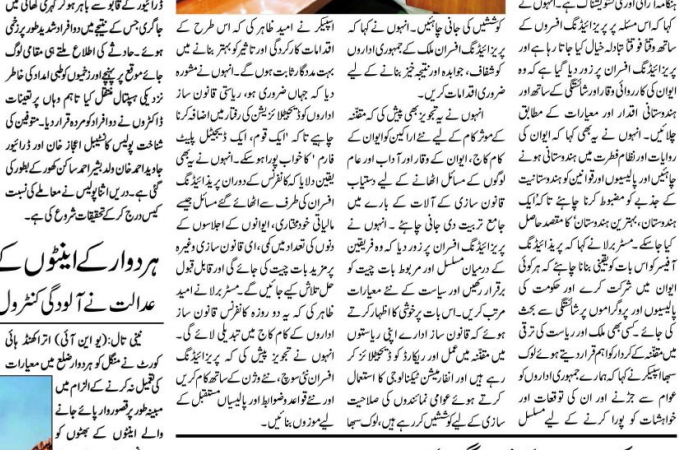 ہنگامہ آرائی اور بھی تشویشناک ہے۔ انہوں نے
کہا کہ اس مسئلہ پر پریزائیڈنگ افسروں کے
ساتھ وقتاً فوقتاً تبادلہ خیال کیا جاتا رہا ہے اور
پریزائیڈنگ افسران پر زور دیا گیا ہے کہ وہ
ایوان کی کارروائی وقار اور شائستگی کے ساتھ اور
ہندوستانی اقدار اور معیارات کے مطابق
چلائیں۔ انہوں نے یہ بھی کہا کہ ایوان کی
روایات اور نظام فطرت میں ہندوستانی ہونے
چاہئیں اور پالیسیوں اور قوانین کو ہندوستانیت
کے جذبے کو مضبوط کرنا چاہئے تاکہ 'ایک
ہندوستان، بہترین ہندوستان' کا مقصد حاصل
کیا جاسکے۔ مسٹر برلا نے کہا کہ پریذائیڈنگ
آفیسر کو اس بات کو یقینی بنانا چاہئے کہ ہر کوئی
ایوان میں شرکت کرے اور حکومت کی
پالیسیوں اور پروگراموں پر شائستگی سے بحث
کی جائے۔ کسی بھی ملک اور ریاست کی ترقی
میں مقننہ کے کردار کو اہم قرار دیتے ہوئے لوک
سبھا اسپیکر نے کہا کہ ہمارے جمہوری اداروں کو
عوام سے جڑنے اور ان کی توقعات اور
خواہشات کو پورا کرنے کے لیے مسلسل
کوششیں کی جانی چاہئیں۔ انہوں نے کہا کہ
پریزائیڈنگ افسران ملک کے جمہوری اداروں
کو شفاف، جوابدہ اور نتیجہ خیز بنانے کے لیے
ضروری اقدامات کریں۔
انہوں نے یہ تجویز بھی پیش کی کہ مقننہ
کے موثر کام کے لیے نئے اراکین کو ایوان کے
کام کاج، ایوان کے وقار اور آداب اور عام
لوگوں کے مسائل اٹھانے کے لیے دستیاب
قانون سازی کے آلات کے بارے میں
جامع تربیت دی جانی چاہئے۔ انہوں نے
پریزائیڈنگ افسران پر زور دیا کہ وہ فریقین
کے درمیان مسلسل اور مربوط بات چیت کو
برقرار رکھیں اور سیاست کے نئے معیارات
مرتب کریں۔ اس بات پر خوشی کا اظہار کرتے
ہوئے کہ قانون ساز ادارے اپنی ریاستوں
میں مقننہ میں عمل اور ریکارڈ کو ڈیجیٹلائز کر
رہے ہیں اور انفارمیشن ٹیکنالوجی کا استعمال
کرتے ہوئے عوامی نمائندوں کی صلاحیت
سازی کے لیے کوششیں کر رہے ہیں، لوک سبھا
اسپیکر نے امید ظاہر کی کہ اس طرح کے
اقدامات کارکردگی اور تاثیر کو بہتر بنانے میں
بہت مددگار ثابت ہوں گے۔ انہوں نے مشورہ
دیا کہ جہاں ضروری ہو، ریاستی قانون ساز
اداروں کو ڈیجیٹلائزیشن کی رفتار میں اضافہ کرنا
چاہیے تاکہ 'ایک قوم، ایک ڈیجیٹل پلیٹ
فارم' کا خواب پورا ہوسکے۔ انہوں نے یہ بھی
یقین دلایا کہ کانفرنس کے دوران پریذائیڈنگ
افسران کی طرف سے اٹھائے گئے مسائل جیسے
مالیاتی خودمختاری، ایوانوں کے اجلاسوں کے
دنوں کی تعداد میں کمی، ای قانون سازی وغیرہ
پر مزید بات چیت کی جائے گی اور قابل قبول
حل تلاش کیے جائیں گے۔ مسٹر برلا نے امید
ظاہر کی کہ یہ دو روزہ کانفرنس قانون ساز
اداروں کے کام کاج میں تبدیلی لائے گی۔
انہوں نے تجویز پیش کی کہ پریزائیڈنگ
افسران نئی سوچ، نئے وژن کے ساتھ کام کریں
اور نئے قواعد و ضوابط اور پالیسیاں مستقبل کے
لیے موزوں بنائیں۔
ڈرائیور کے قابو سے باہر ہو کر گہری کھائی میں
جاگری جس کے نتیجے میں دو افراد شدید طور پر زخمی
ہوئے۔ حادثے کی اطلاع ملتے ہی مقامی لوگ
جائے موقع پر پہنچے اور زخمیوں کو طبی امداد کی خاطر
نزدیکی ہسپتال منتقل کیا تاہم وہاں پر تعینات
ڈاکٹروں نے دو افراد کو مردہ قرار دیا۔ متوفین کی
شناخت پولیس کانسٹیبل اعجاز خان اور ڈرائیور
جاوید احمد خان ولد بشیر احمد ساکن کھور کے بطور کی
گئی ہے۔ دریں اثنا پولیس نے معاملے کی نسبت
کیس درج کر کے تحقیقات شروع کی ہے۔
ہردوار کے اینٹوں کے
عدالت نے آلودگی کنٹرول
نینی تال: (یو این آئی) اتراکھنڈ ہائی
کورٹ نے منگل کو ہردوار ضلع میں معیارات
کی تعمیل نہ کرنے کے الزام میں
مبینہ طور پر قصوروار پائے جانے
والے اینٹوں کے بھٹوں کو